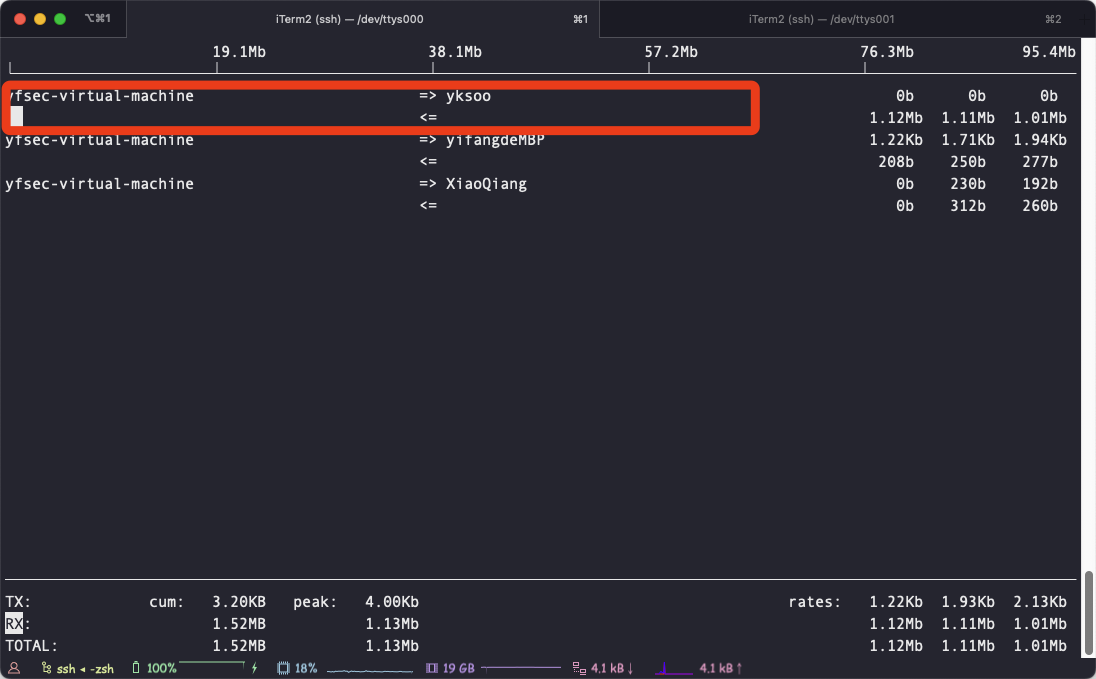 ⌥⌘1 iTerm2 (ssh) — /dev/ttys000 ⌘1 iTerm2 (ssh) — /dev/ttys001 ⌘2
19.1Mb 38.1Mb 57.2Mb 76.3Mb 95.4Mb
yfsec-virtual-machine => yksoo 0b 0b 0b
<= 1.12Mb 1.11Mb 1.01Mb
yfsec-virtual-machine => yifangdeMBP 1.22Kb 1.71Kb 1.94Kb
<= 208b 250b 277b
yfsec-virtual-machine => XiaoQiang 0b 230b 192b
<= 0b 312b 260b
TX: cum: 3.20KB peak: 4.00Kb rates: 1.22Kb 1.93Kb 2.13Kb
RX: 1.52MB 1.13Mb 1.12Mb 1.11Mb 1.01Mb
TOTAL: 1.52MB 1.13Mb 1.12Mb 1.11Mb 1.01Mb
ssh ◂ -zsh 100% 18% 19 GB 4.1 kB↓ 4.1 kB↑